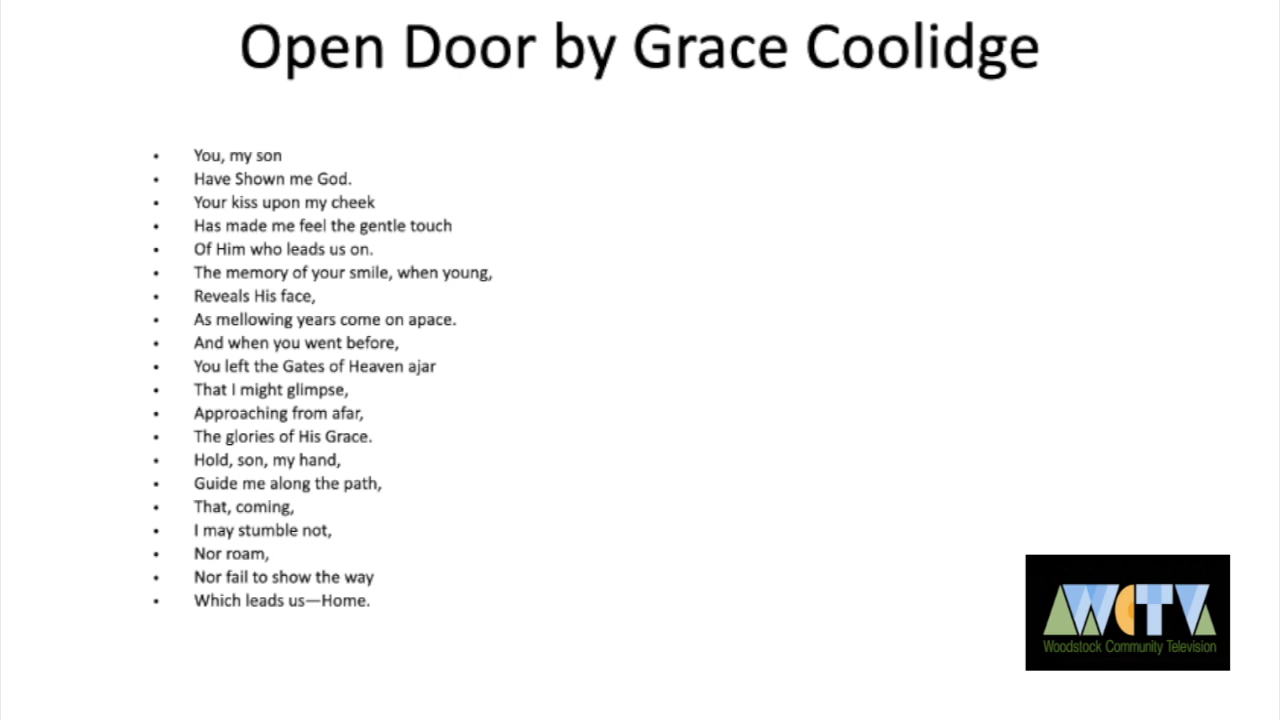 Open Door by Grace Coolidge
• You, my son
• Have Shown me God.
• Your kiss upon my cheek
• Has made me feel the gentle touch
• Of Him who leads us on.
• The memory of your smile, when young,
• Reveals His face,
• As mellowing years come on apace.
• And when you went before,
• You left the Gates of Heaven ajar
• That I might glimpse,
• Approaching from afar,
• The glories of His Grace.
• Hold, son, my hand,
• Guide me along the path,
• That, coming,
• I may stumble not,
• Nor roam,
• Nor fail to show the way
• Which leads us—Home.
WCTV
Woodstock Community Television